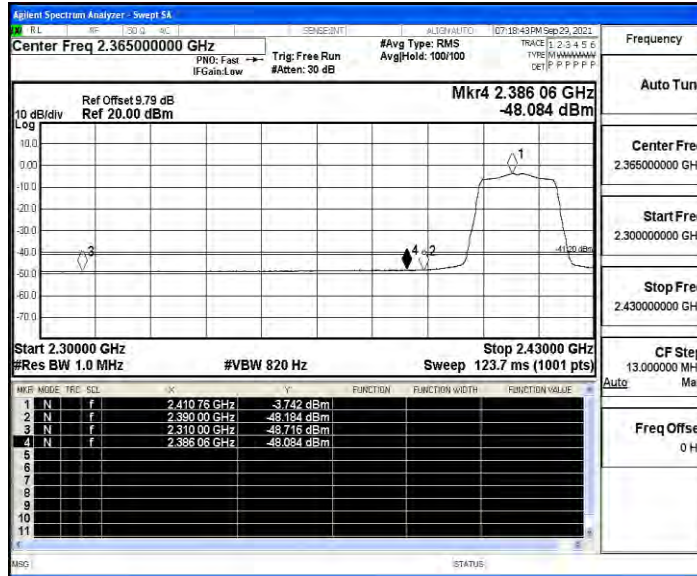 Agilent Spectrum Analyzer - Swept SA
RL RF 50 Ω AC SENSE:INT ALIGN AUTO 07:18:43 PM Sep 29, 2021
Center Freq 2.365000000 GHz
PNO: Fast
IFGain:Low
Trig: Free Run
#Atten: 30 dB
#Avg Type: RMS
Avg|Hold: 100/100
TRACE 1 2 3 4 5 6
TYPE M WWWWW
DET P P P P P P
Ref Offset 9.79 dB
Ref 20.00 dBm
10 dB/div
Log
Mkr4 2.386 06 GHz
-48.084 dBm
10.0
0.00
-10.0
-20.0
-30.0
-40.0
-50.0
-60.0
-70.0
1
3
4
2
-41.20 dBm
Start 2.30000 GHz
#Res BW 1.0 MHz
#VBW 820 Hz
Stop 2.43000 GHz
Sweep 123.7 ms (1001 pts)
MKR MODE TRC SCL X Y FUNCTION FUNCTION WIDTH FUNCTION VALUE
1 N f 2.410 76 GHz -3.742 dBm
2 N f 2.390 00 GHz -48.184 dBm
3 N f 2.310 00 GHz -48.716 dBm
4 N f 2.386 06 GHz -48.084 dBm
5
6
7
8
9
10
11
MSG
STATUS
Frequency
Auto Tun
Center Fre
2.365000000 GH
Start Fre
2.300000000 GH
Stop Fre
2.430000000 GH
CF Ste
13.000000 MH
Auto Ma
Freq Offse
0 H